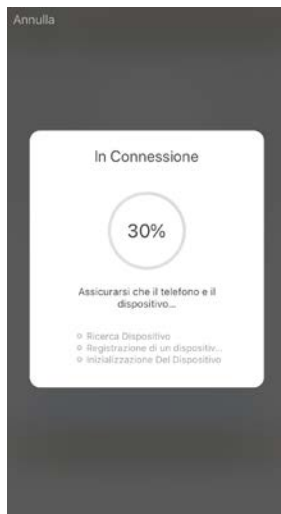 Annulla
In Connessione
30%
Assicurarsi che il telefono e il
dispositivo...
Ricerca Dispositivo
Registrazione di un dispositiv...
Inizializzazione Del Dispositivo